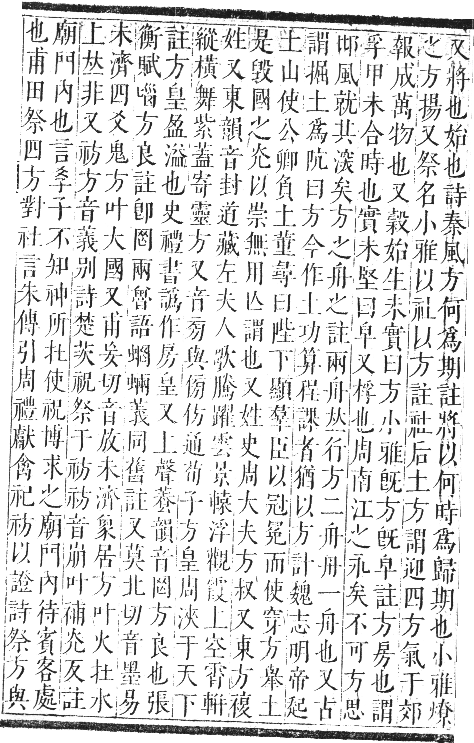 又將也始也詩秦風方何爲期註將以何時爲歸期也小雅燎
之方揚又祭名小雅以社以方註社后土方謂迎四方氣于郊
報成萬物也又穀始生未實曰方小雅旣方旣皁註方房也謂
孚甲未合時也實未堅曰皁又桴也周南江之永矣不可方思
邶風就其深矣方之舟之註兩舟𠀤行方二舟舟一舟也又古
謂掘土爲阬曰方今作土功算程課者猶以方計魏志明帝起
土山使公卿負土董尋曰陛下顯羣臣以冠冕而使穿方舉土
是毀國之光以崇無用亾謂也又姓史周大夫方叔又東方複
姓又東韻音封道藏左夫人歌騰躍雲景轅浮觀霞上空霄軿
縱橫舞紫蓋寄靈方又音旁與傍仿通荀子方皇周浹于天下
註方皇盈溢也史禮書譌作房皇又上聲養韻音罔方良也張
衡賦腦方良註卽罔兩魯語蝄蜽義同舊註又莫北切音墨易
未濟四爻鬼方叶大國又甫妄切音放未濟象居方叶火在水
上𠀤非又祊方音義別詩楚茨祝祭于祊祊音崩叶補光反註
廟門內也言孝子不知神所在使祝博求之廟門內待賓客處
也甫田祭四方對社言朱傳引周禮獻禽祀祊以證詩祭方與